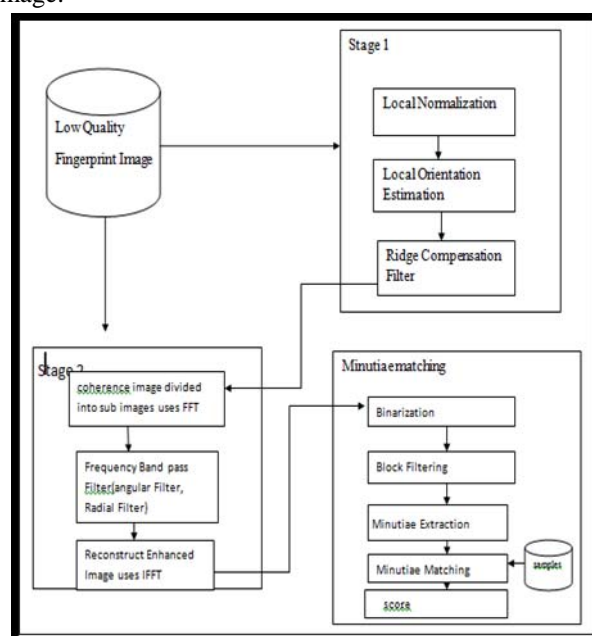 mage.
Low Quality
Fingerprint Image
Stage 1
Local Normalization
Local Orientation
Estimation
Ridge Compensation
Filter
Stage 2
coherence image divided
into sub images uses FFT
Frequency Band pass
Filter(angular Filter,
Radial Filter)
Reconstruct Enhanced
Image uses IFFT
Minutiae matching
Binarization
Block Filtering
Minutiae Extraction
Minutiae Matching
samples
score